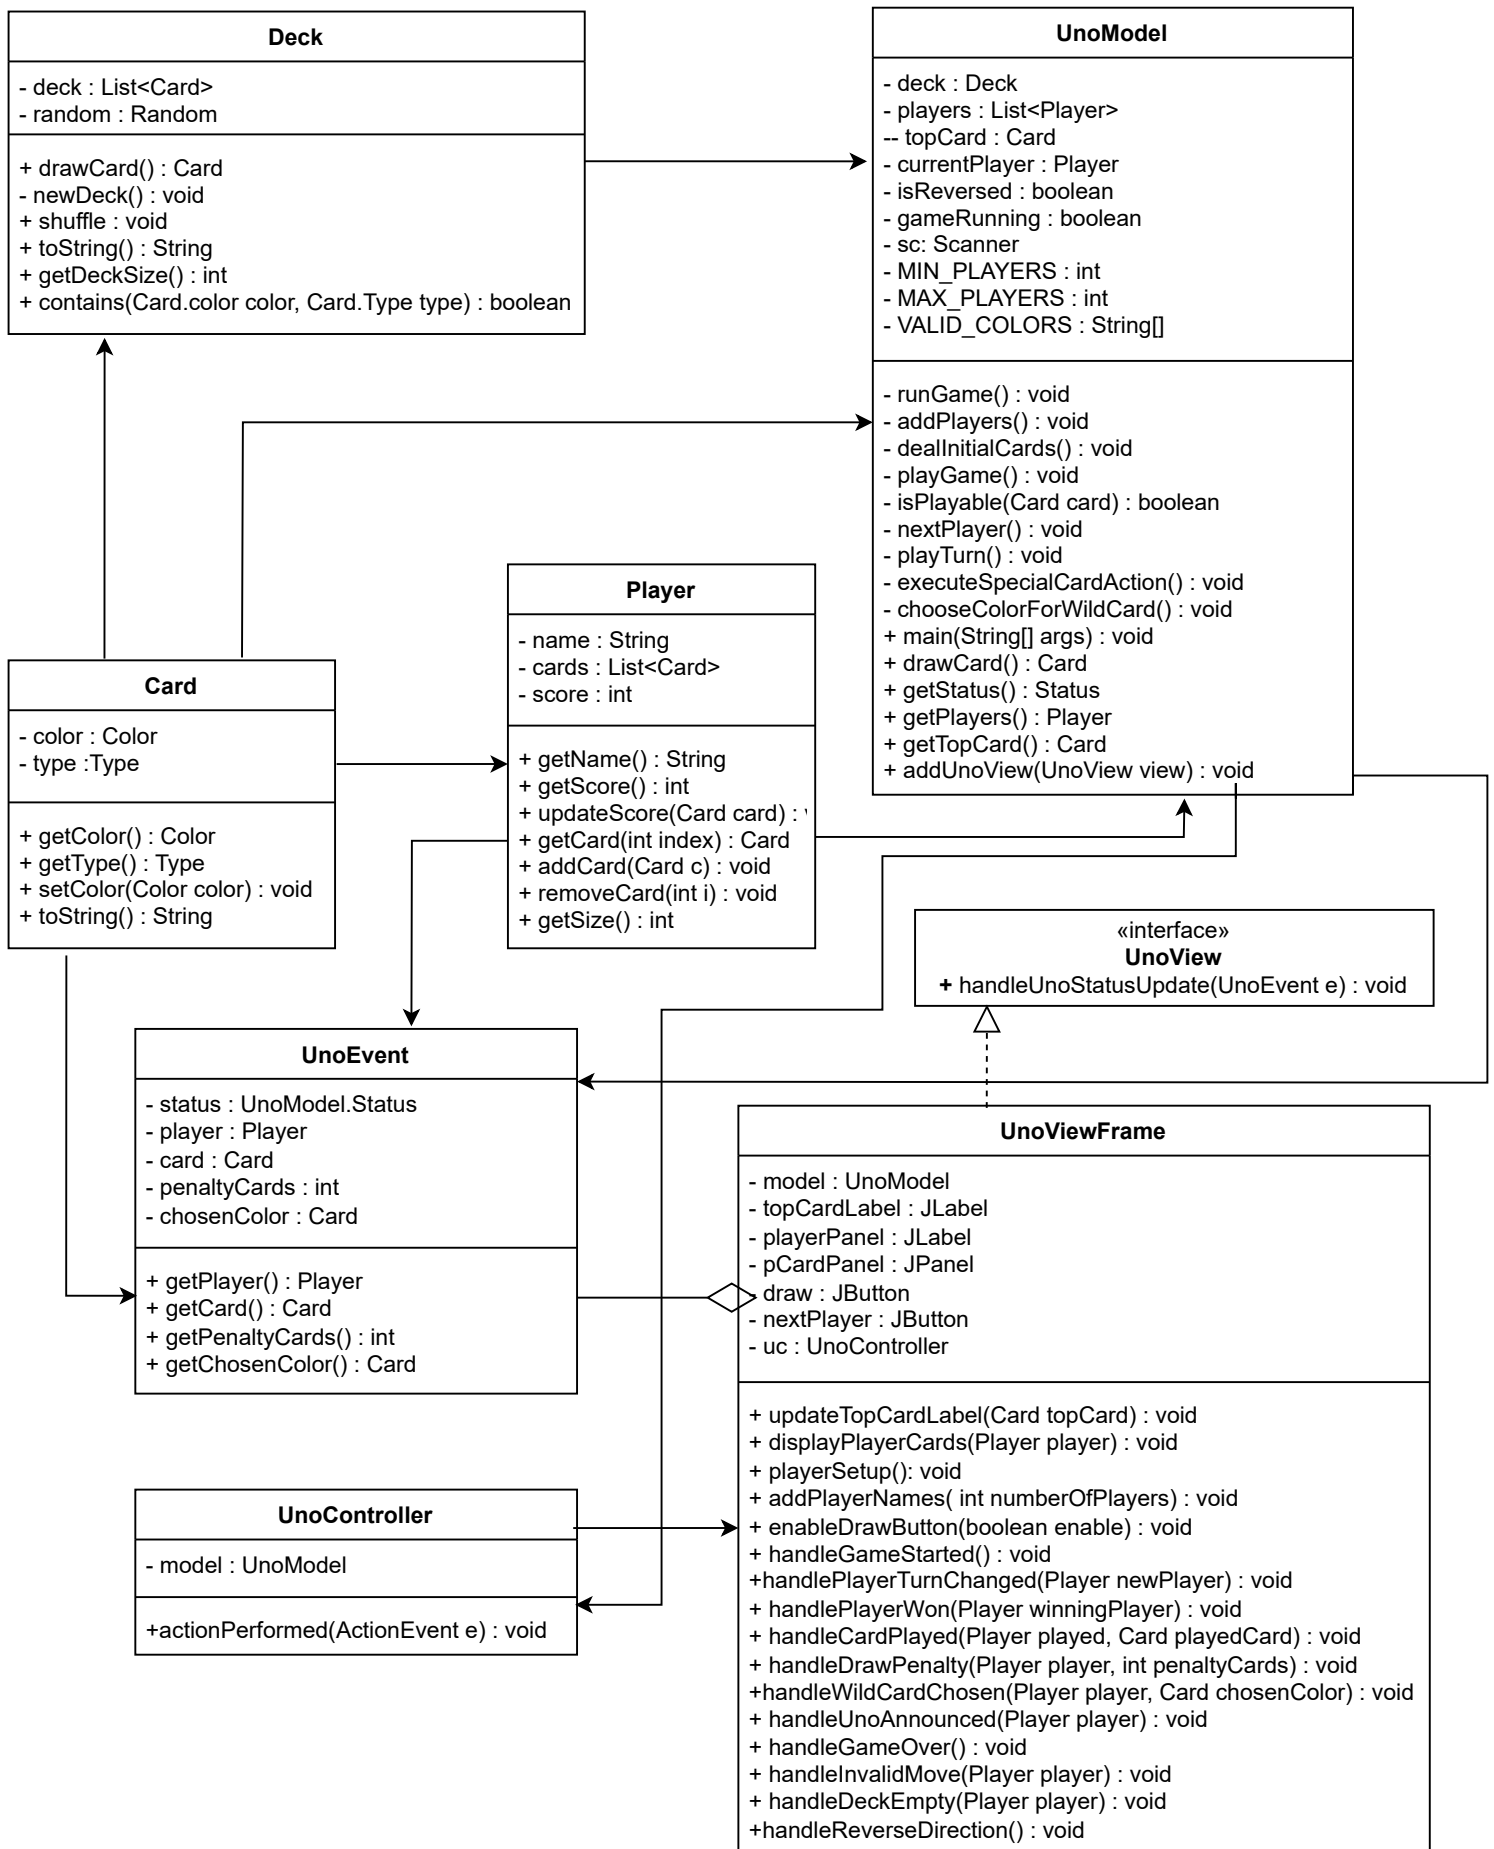 Deck
- deck : List<Card>
- random : Random
+ drawCard() : Card
- newDeck() : void
+ shuffle : void
+ toString() : String
+ getDeckSize() : int
+ contains(Card.color color, Card.Type type) : boolean
UnoModel
- deck : Deck
- players : List<Player>
-- topCard : Card
- currentPlayer : Player
- isReversed : boolean
- gameRunning : boolean
- sc: Scanner
- MIN_PLAYERS : int
- MAX_PLAYERS : int
- VALID_COLORS : String[]
- runGame() : void
- addPlayers() : void
- dealInitialCards() : void
- playGame() : void
- isPlayable(Card card) : boolean
- nextPlayer() : void
- playTurn() : void
- executeSpecialCardAction() : void
- chooseColorForWildCard() : void
+ main(String[] args) : void
+ drawCard() : Card
+ getStatus() : Status
+ getPlayers() : Player
+ getTopCard() : Card
+ addUnoView(UnoView view) : void
Player
- name : String
- cards : List<Card>
- score : int
+ getName() : String
+ getScore() : int
+ updateScore(Card card) :
+ getCard(int index) : Card
+ addCard(Card c) : void
+ removeCard(int i) : void
+ getSize() : int
Card
- color : Color
- type :Type
+ getColor() : Color
+ getType() : Type
+ setColor(Color color) : void
+ toString() : String
«interface»
UnoView
+ handleUnoStatusUpdate(UnoEvent e) : void
UnoEvent
- status : UnoModel.Status
- player : Player
- card : Card
- penaltyCards : int
- chosenColor : Card
+ getPlayer() : Player
+ getCard() : Card
+ getPenaltyCards() : int
+ getChosenColor() : Card
UnoViewFrame
- model : UnoModel
- topCardLabel : JLabel
- playerPanel : JLabel
- pCardPanel : JPanel
- draw : JButton
- nextPlayer : JButton
- uc : UnoController
+ updateTopCardLabel(Card topCard) : void
+ displayPlayerCards(Player player) : void
+ playerSetup(): void
+ addPlayerNames( int numberOfPlayers) : void
+ enableDrawButton(boolean enable) : void
+ handleGameStarted() : void
+handlePlayerTurnChanged(Player newPlayer) : void
+ handlePlayerWon(Player winningPlayer) : void
+ handleCardPlayed(Player played, Card playedCard) : void
+ handleDrawPenalty(Player player, int penaltyCards) : void
+handleWildCardChosen(Player player, Card chosenColor) : void
+ handleUnoAnnounced(Player player) : void
+ handleGameOver() : void
+ handleInvalidMove(Player player) : void
+ handleDeckEmpty(Player player) : void
+handleReverseDirection() : void
UnoController
- model : UnoModel
+actionPerformed(ActionEvent e) : void